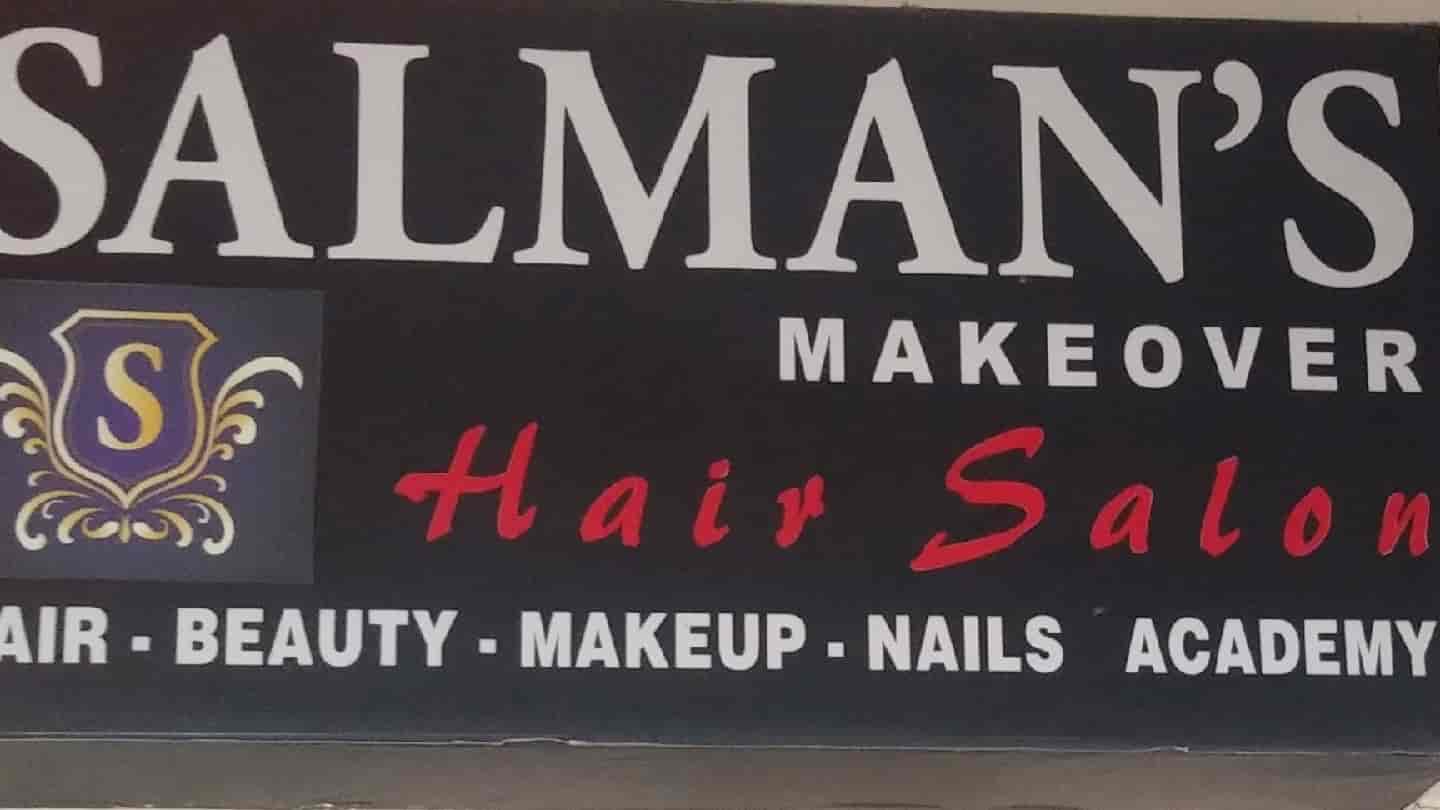 SALMAN'S
MAKEOVER
S
Hair Salon
AIR - BEAUTY - MAKEUP - NAILS ACADEMY